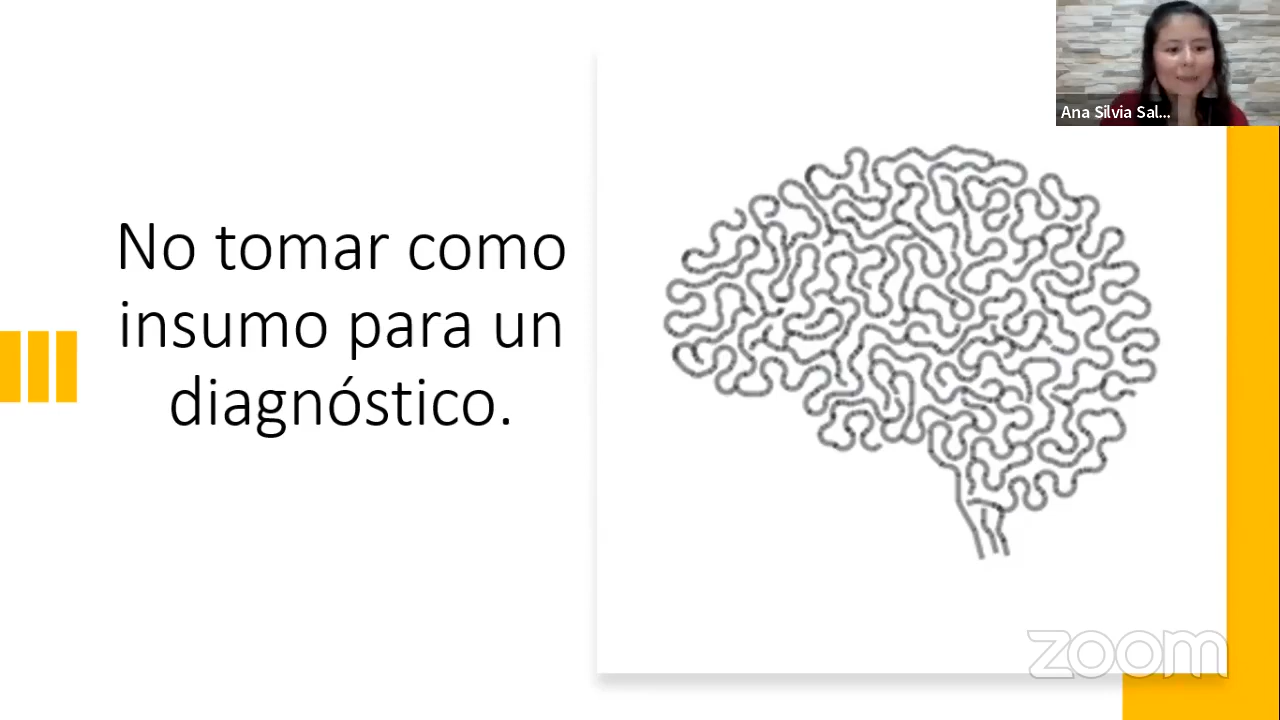 Ana Silvia Sal...
No tomar como
insumo para un
diagnóstico.
zoom